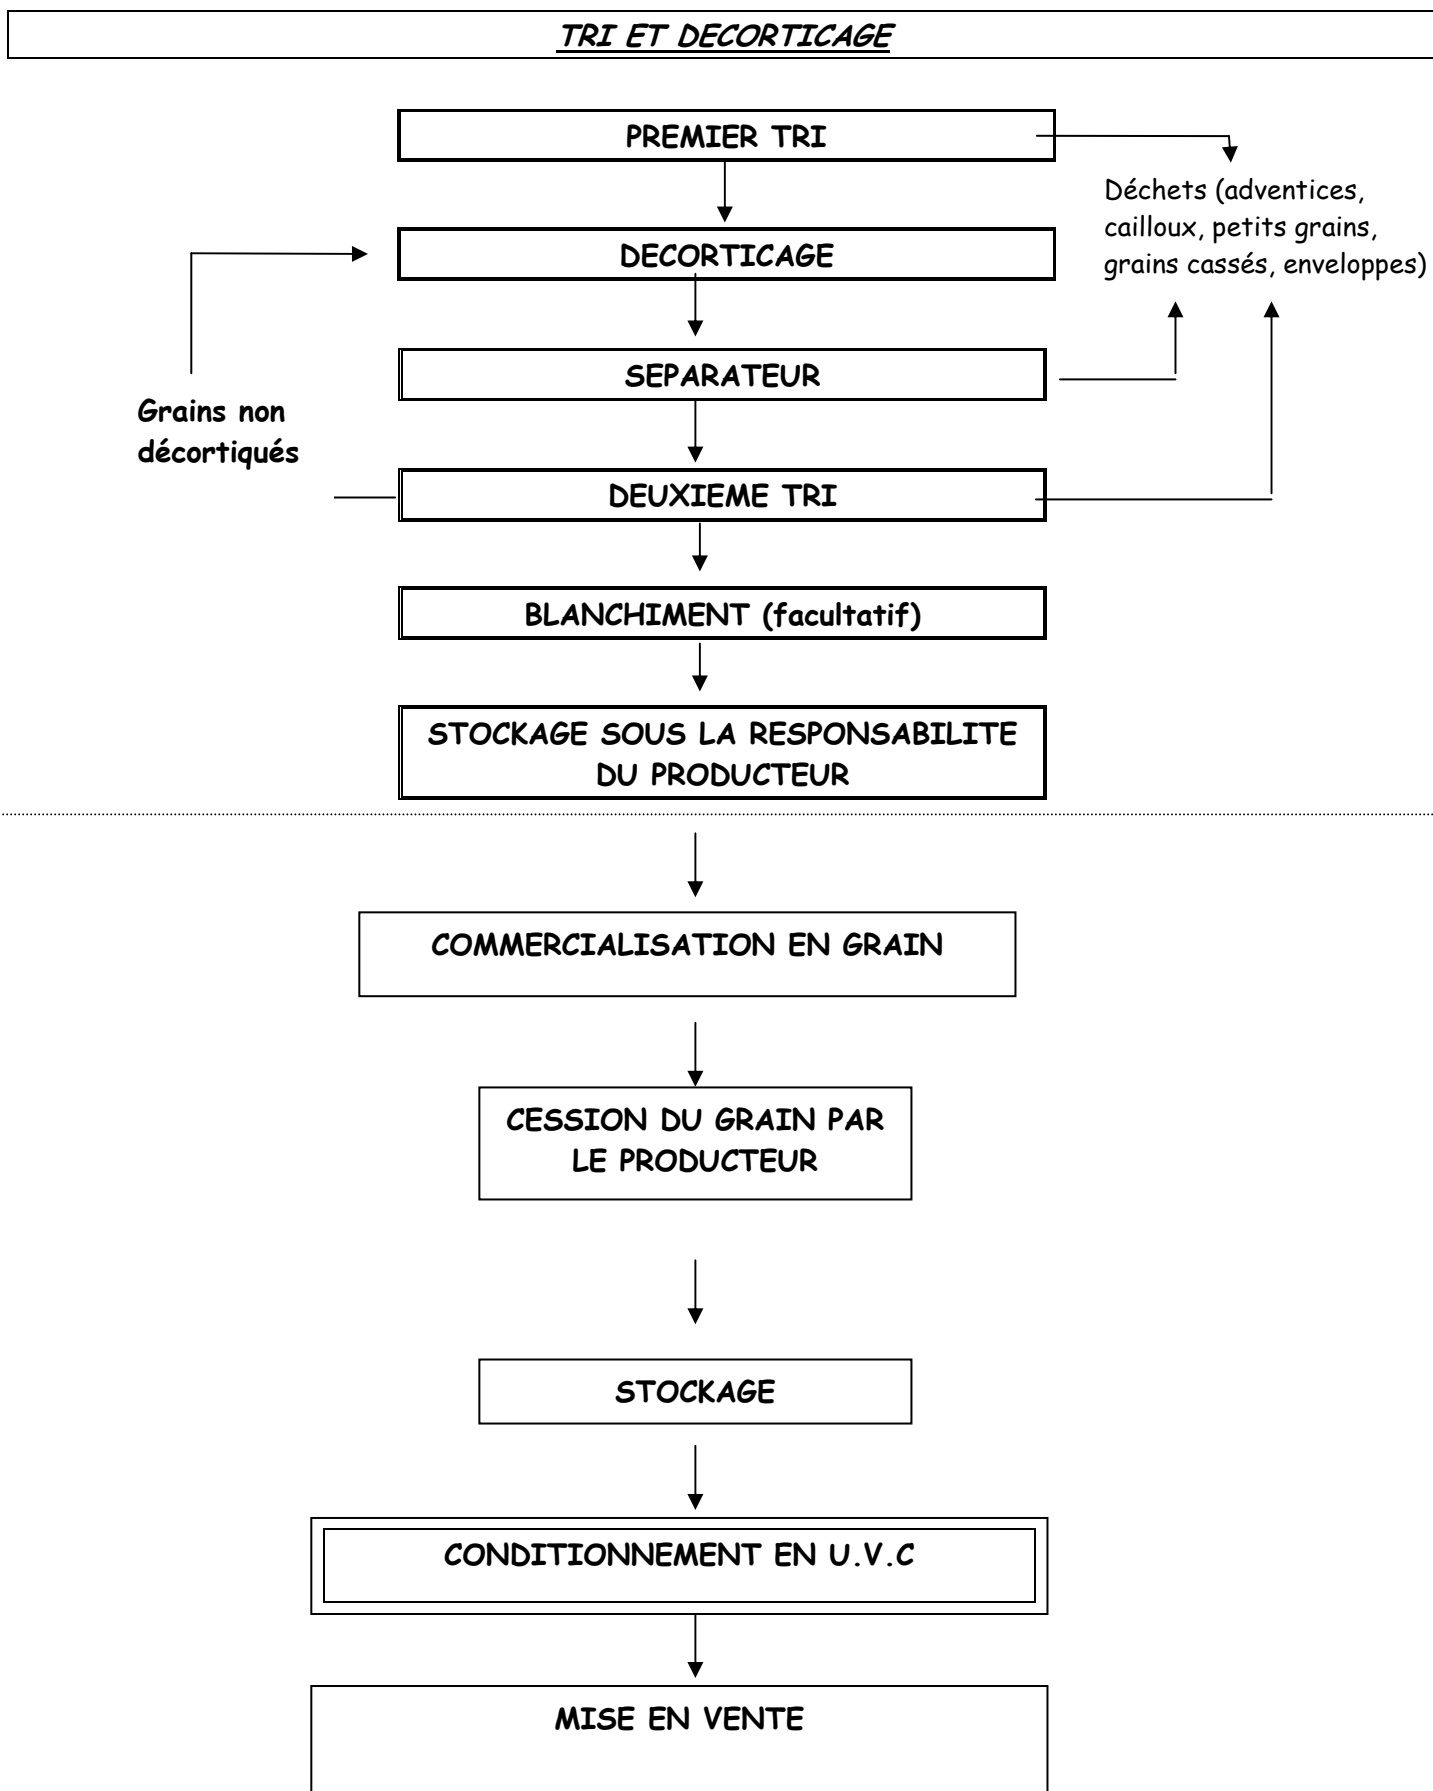 TRI ET DECORTICAGE
PREMIER TRI
Déchets (adventices,
cailloux, petits grains,
grains cassés, enveloppes)
DECORTICAGE
SEPARATEUR
Grains non
décortiqués
DEUXIEME TRI
BLANCHIMENT (facultatif)
STOCKAGE SOUS LA RESPONSABILITE
DU PRODUCTEUR
COMMERCIALISATION EN GRAIN
CESSION DU GRAIN PAR
LE PRODUCTEUR
STOCKAGE
CONDITIONNEMENT EN U.V.C
MISE EN VENTE